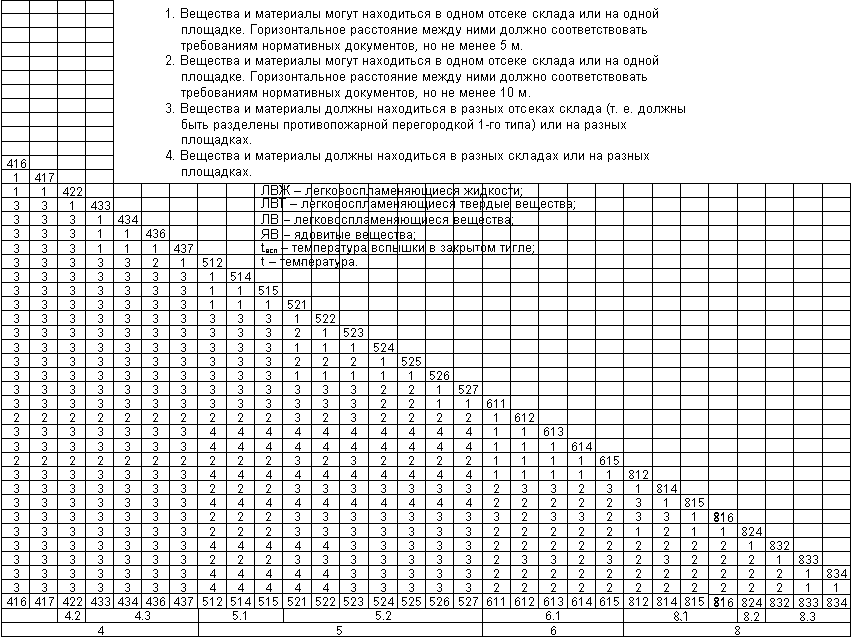 1. Вещества и материалы могут находиться в одном отсеке склада или на одной
площадке. Горизонтальное расстояние между ними должно соответствовать
требованиям нормативных документов, но не менее 5 м.
2. Вещества и материалы могут находиться в одном отсеке склада или на одной
площадке. Горизонтальное расстояние между ними должно соответствовать
требованиям нормативных документов, но не менее 10 м.
3. Вещества и материалы должны находиться в разных отсеках склада (т. е. должны
быть разделены противопожарной перегородкой 1-го типа) или на разных
площадках.
4. Вещества и материалы должны находиться в разных складах или на разных
площадках.
416
1 417
1 1 422
ЛВЖ – легковоспламеняющиеся жидкости;
3 3 1 433
ЛВТ – легковоспламеняющиеся твердые вещества;
3 3 3 1 434
ЛВ – легковоспламеняющиеся вещества;
3 3 3 1 1 436
ЯВ – ядовитые вещества;
3 3 3 1 1 1 437
tвсп – температура вспышки в закрытом тигле;
3 3 3 3 3 2 1 512
t – температура.
3 3 3 3 3 3 3 1 514
3 3 3 3 3 3 3 1 1 515
3 3 3 3 3 3 3 1 1 1 521
3 3 3 3 3 3 3 3 3 3 1 522
3 3 3 3 3 3 3 3 3 3 2 1 523
3 3 3 3 3 3 3 3 3 3 1 1 1 524
3 3 3 3 3 3 3 3 3 3 2 2 2 1 525
3 3 3 3 3 3 3 3 3 1 1 1 1 1 1 526
3 3 3 3 3 3 3 3 3 3 3 3 3 2 2 1 527
3 3 3 3 3 3 3 3 3 3 3 3 3 2 2 1 1 611
2 2 2 2 2 2 2 2 2 2 2 3 3 2 2 2 2 1 612
3 3 3 3 3 3 3 4 4 4 4 4 4 4 4 4 4 1 1 613
3 3 3 3 3 3 3 4 4 4 4 4 4 4 4 4 4 1 1 1 614
2 2 2 2 2 2 2 3 3 3 3 3 3 3 2 2 2 1 1 1 1 615
3 3 3 3 3 3 3 4 4 4 4 4 4 4 4 4 4 1 1 1 1 1 812
3 3 3 3 3 3 3 2 2 2 3 3 3 3 3 3 3 2 3 3 2 3 1 814
3 3 3 3 3 3 3 4 4 4 4 4 4 4 4 4 4 2 2 2 2 2 3 1 815
3 3 3 3 3 3 3 2 2 2 3 3 3 3 3 3 3 2 3 3 3 2 3 3 1 816
3 3 3 3 3 3 3 2 2 2 3 3 3 3 3 3 3 2 2 2 2 2 1 2 1 1 824
3 3 3 3 3 3 3 4 4 4 4 4 3 3 3 3 3 2 2 2 2 2 2 2 2 2 1 832
3 3 3 3 3 3 3 2 2 2 3 3 3 3 3 3 3 2 2 2 2 2 2 2 2 2 2 1 833
3 3 3 3 3 3 3 4 4 4 4 4 3 3 3 3 3 2 2 2 2 2 2 2 2 2 2 1 1 834
3 3 3 3 3 3 3 4 4 4 4 4 3 3 3 3 3 2 2 2 2 2 2 2 2 2 2 1 1
416 417 422 433 434 436 437 512 514 515 521 522 523 524 525 526 527 611 612 613 614 615 812 814 815 816 824 832 833 834
4.2 4.3 5.1 5.2 6.1 8.1 8.2 8.3
4 5 6 8